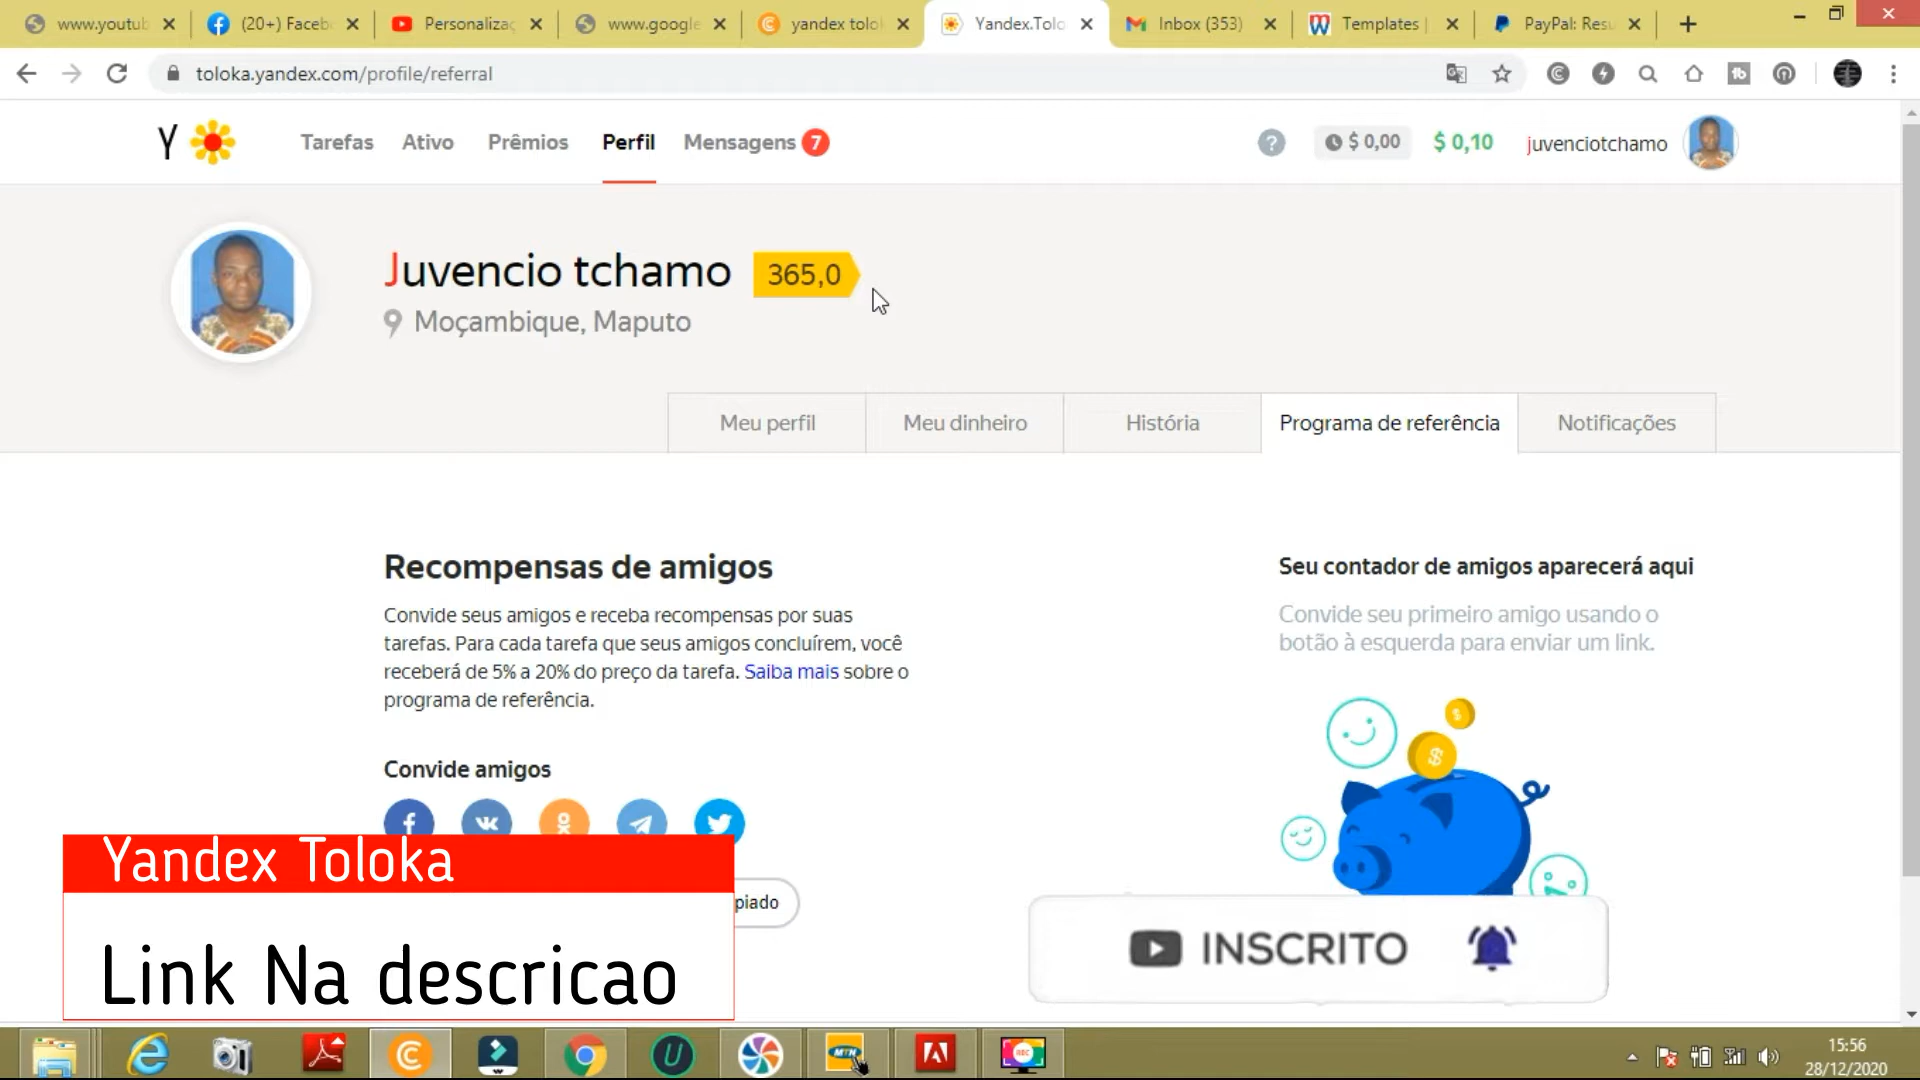 www.youtub
(20+) Faceb
Personalizaç
www.google
yandex tolok
Yandex.Tolo
Inbox (353)
Templates |
PayPal: Resu
toloka.yandex.com/profile/referral
Y
Tarefas
Ativo
Prêmios
Perfil
Mensagens 7
?
$ 0,00
$ 0,10
juvenciotchamo
Juvencio tchamo 365,0
Moçambique, Maputo
Meu perfil
Meu dinheiro
História
Programa de referência
Notificações
Recompensas de amigos
Convide seus amigos e receba recompensas por suas
tarefas. Para cada tarefa que seus amigos concluírem, você
receberá de 5% a 20% do preço da tarefa. Saiba mais sobre o
programa de referência.
Seu contador de amigos aparecerá aqui
Convide seu primeiro amigo usando o
botão à esquerda para enviar um link.
Convide amigos
piado
Yandex Toloka
Link Na descricao
INSCRITO
MTN
REC
15:56
28/12/2020